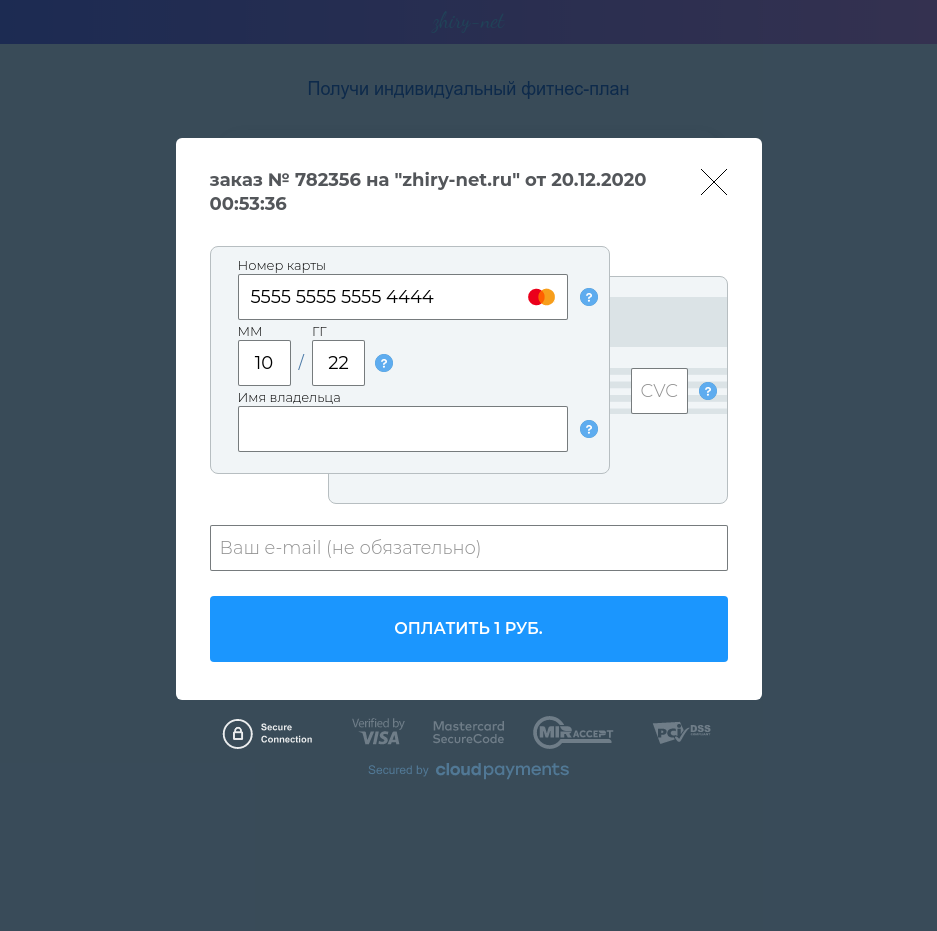 zhiry-net
Получи индивидуальный фитнес-план
заказ № 782356 на "zhiry-net.ru" от 20.12.2020
00:53:36
Номер карты
5555 5555 5555 4444
?
ММ ГГ
10 / 22 ?
CVC ?
Имя владельца
?
Ваш e-mail (не обязательно)
ОПЛАТИТЬ 1 РУБ.
Secure
Connection
Verified by
VISA
Mastercard
SecureCode
MIR ACCEPT
PCI DSS
Secured by cloudpayments